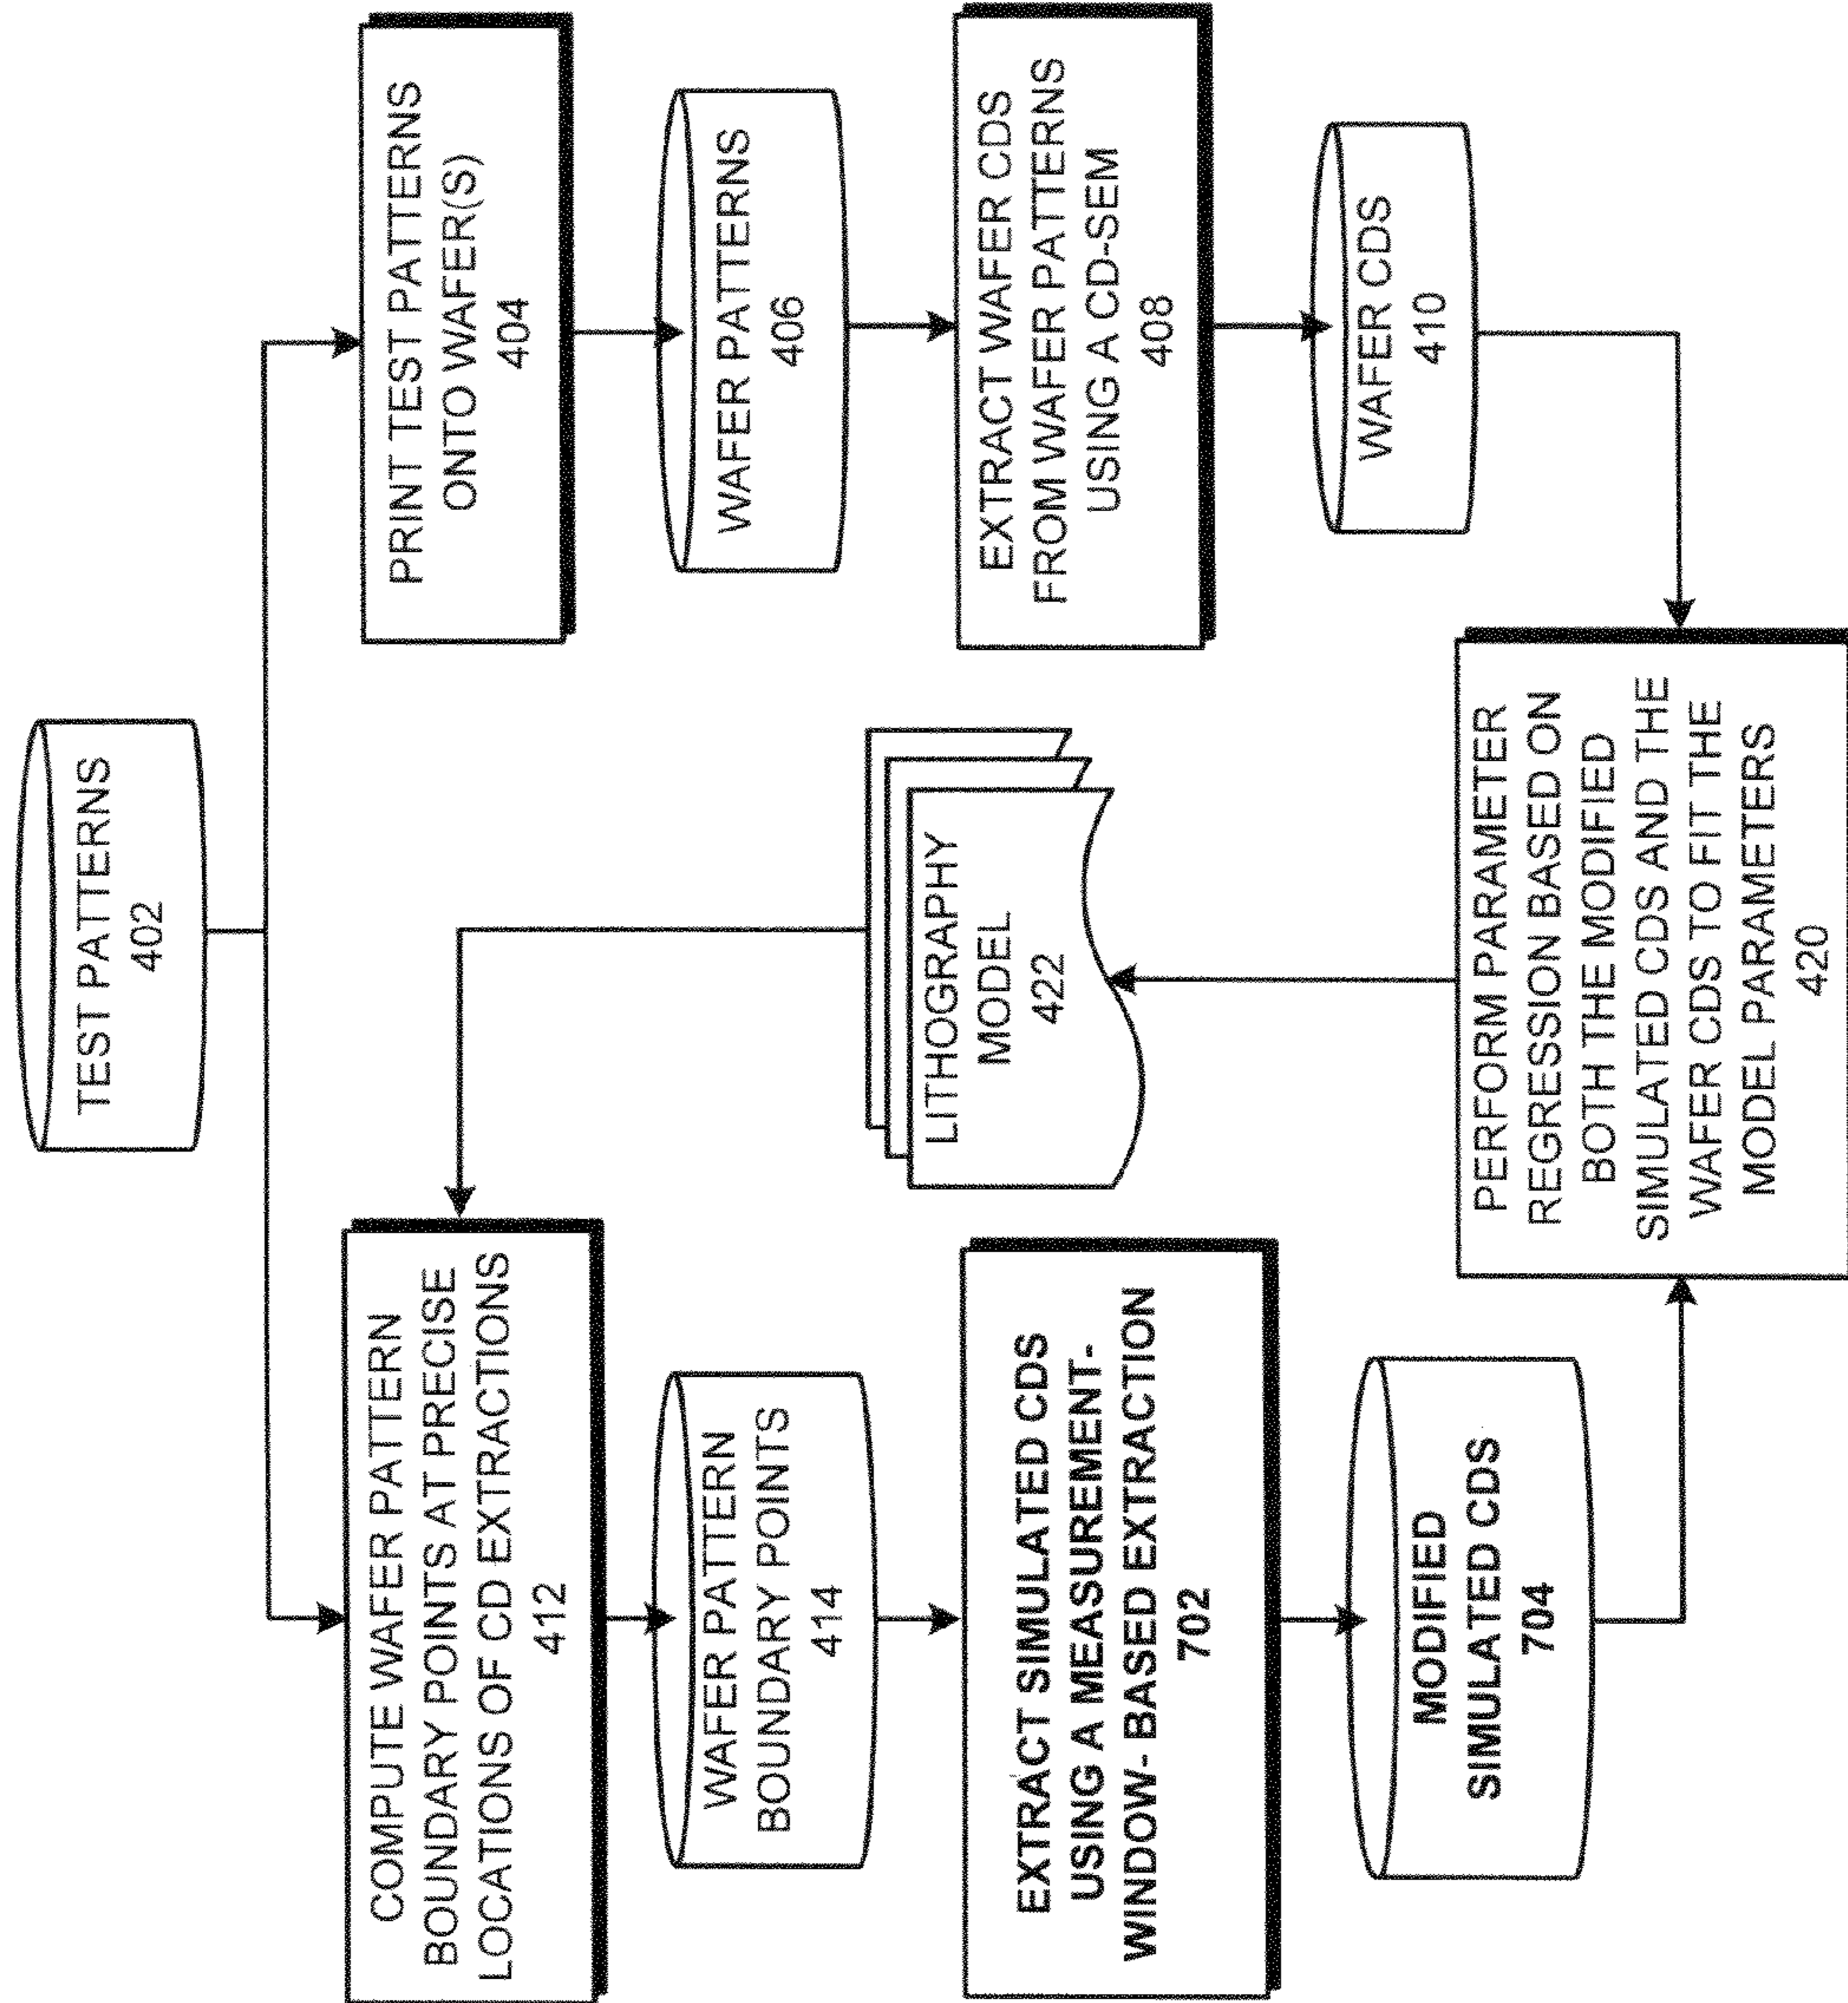 TEST PATTERNS
402
COMPUTE WAFER PATTERN
BOUNDARY POINTS AT PRECISE
LOCATIONS OF CD EXTRACTIONS
412
WAFER PATTERN
BOUNDARY POINTS
414
EXTRACT SIMULATED CDS
USING A MEASUREMENT-
WINDOW- BASED EXTRACTION
702
MODIFIED
SIMULATED CDS
704
LITHOGRAPHY
MODEL
422
PRINT TEST PATTERNS
ONTO WAFER(S)
404
WAFER PATTERNS
406
EXTRACT WAFER CDS
FROM WAFER PATTERNS
USING A CD-SEM
408
WAFER CDS
410
PERFORM PARAMETER
REGRESSION BASED ON
BOTH THE MODIFIED
SIMULATED CDS AND THE
WAFER CDS TO FIT THE
MODEL PARAMETERS
420